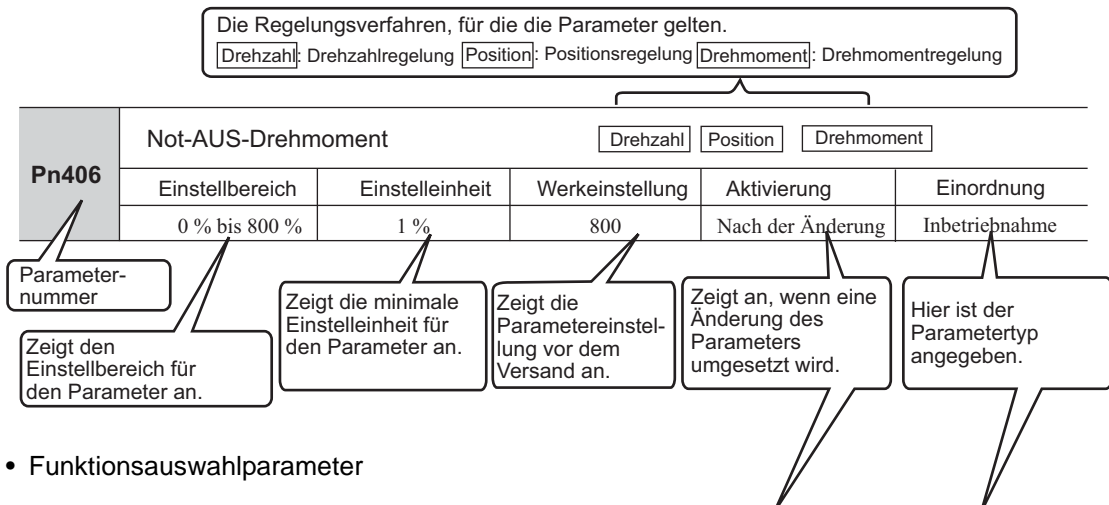 Die Regelungsverfahren, für die die Parameter gelten.
Drehzahl: Drehzahlregelung Position: Positionsregelung Drehmoment: Drehmomentregelung
Pn406
Not-AUS-Drehmoment Drehzahl Position Drehmoment
Einstellbereich Einstelleinheit Werkeinstellung Aktivierung Einordnung
0 % bis 800 % 1 % 800 Nach der Änderung Inbetriebnahme
Parameter-
nummer
Zeigt den
Einstellbereich für
den Parameter an.
Zeigt die minimale
Einstelleinheit für
den Parameter an.
Zeigt die
Parametereinstel-
lung vor dem
Versand an.
Zeigt an, wenn eine
Änderung des
Parameters
umgesetzt wird.
Hier ist der
Parametertyp
angegeben.
• Funktionsauswahlparameter